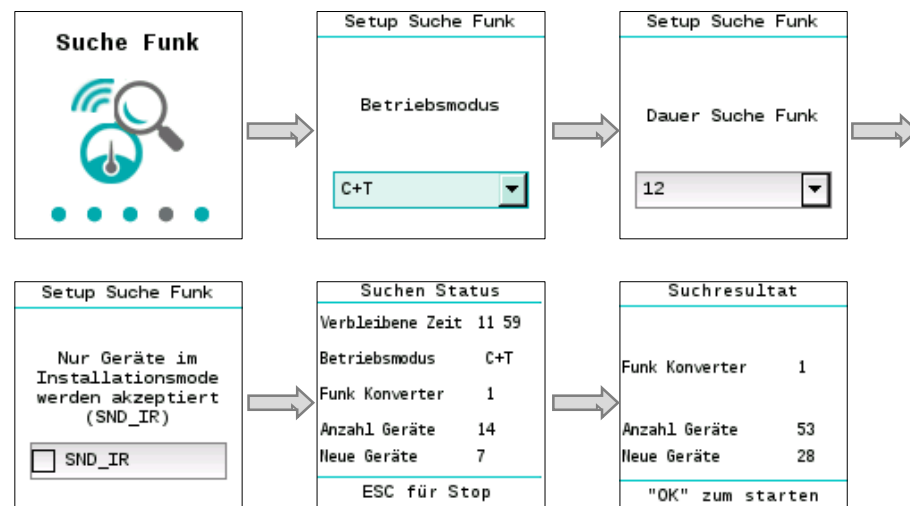 Suche Funk
Setup Suche Funk
Betriebsmodus
C+T
Setup Suche Funk
Dauer Suche Funk
12
Setup Suche Funk
Nur Geräte im
Installationsmode
werden akzeptiert
(SND_IR)
SND_IR
Suchen Status
Verbleibene Zeit 11 59
Betriebsmodus C+T
Funk Konverter 1
Anzahl Geräte 14
Neue Geräte 7
ESC für Stop
Suchresultat
Funk Konverter 1
Anzahl Geräte 53
Neue Geräte 28
"OK" zum starten